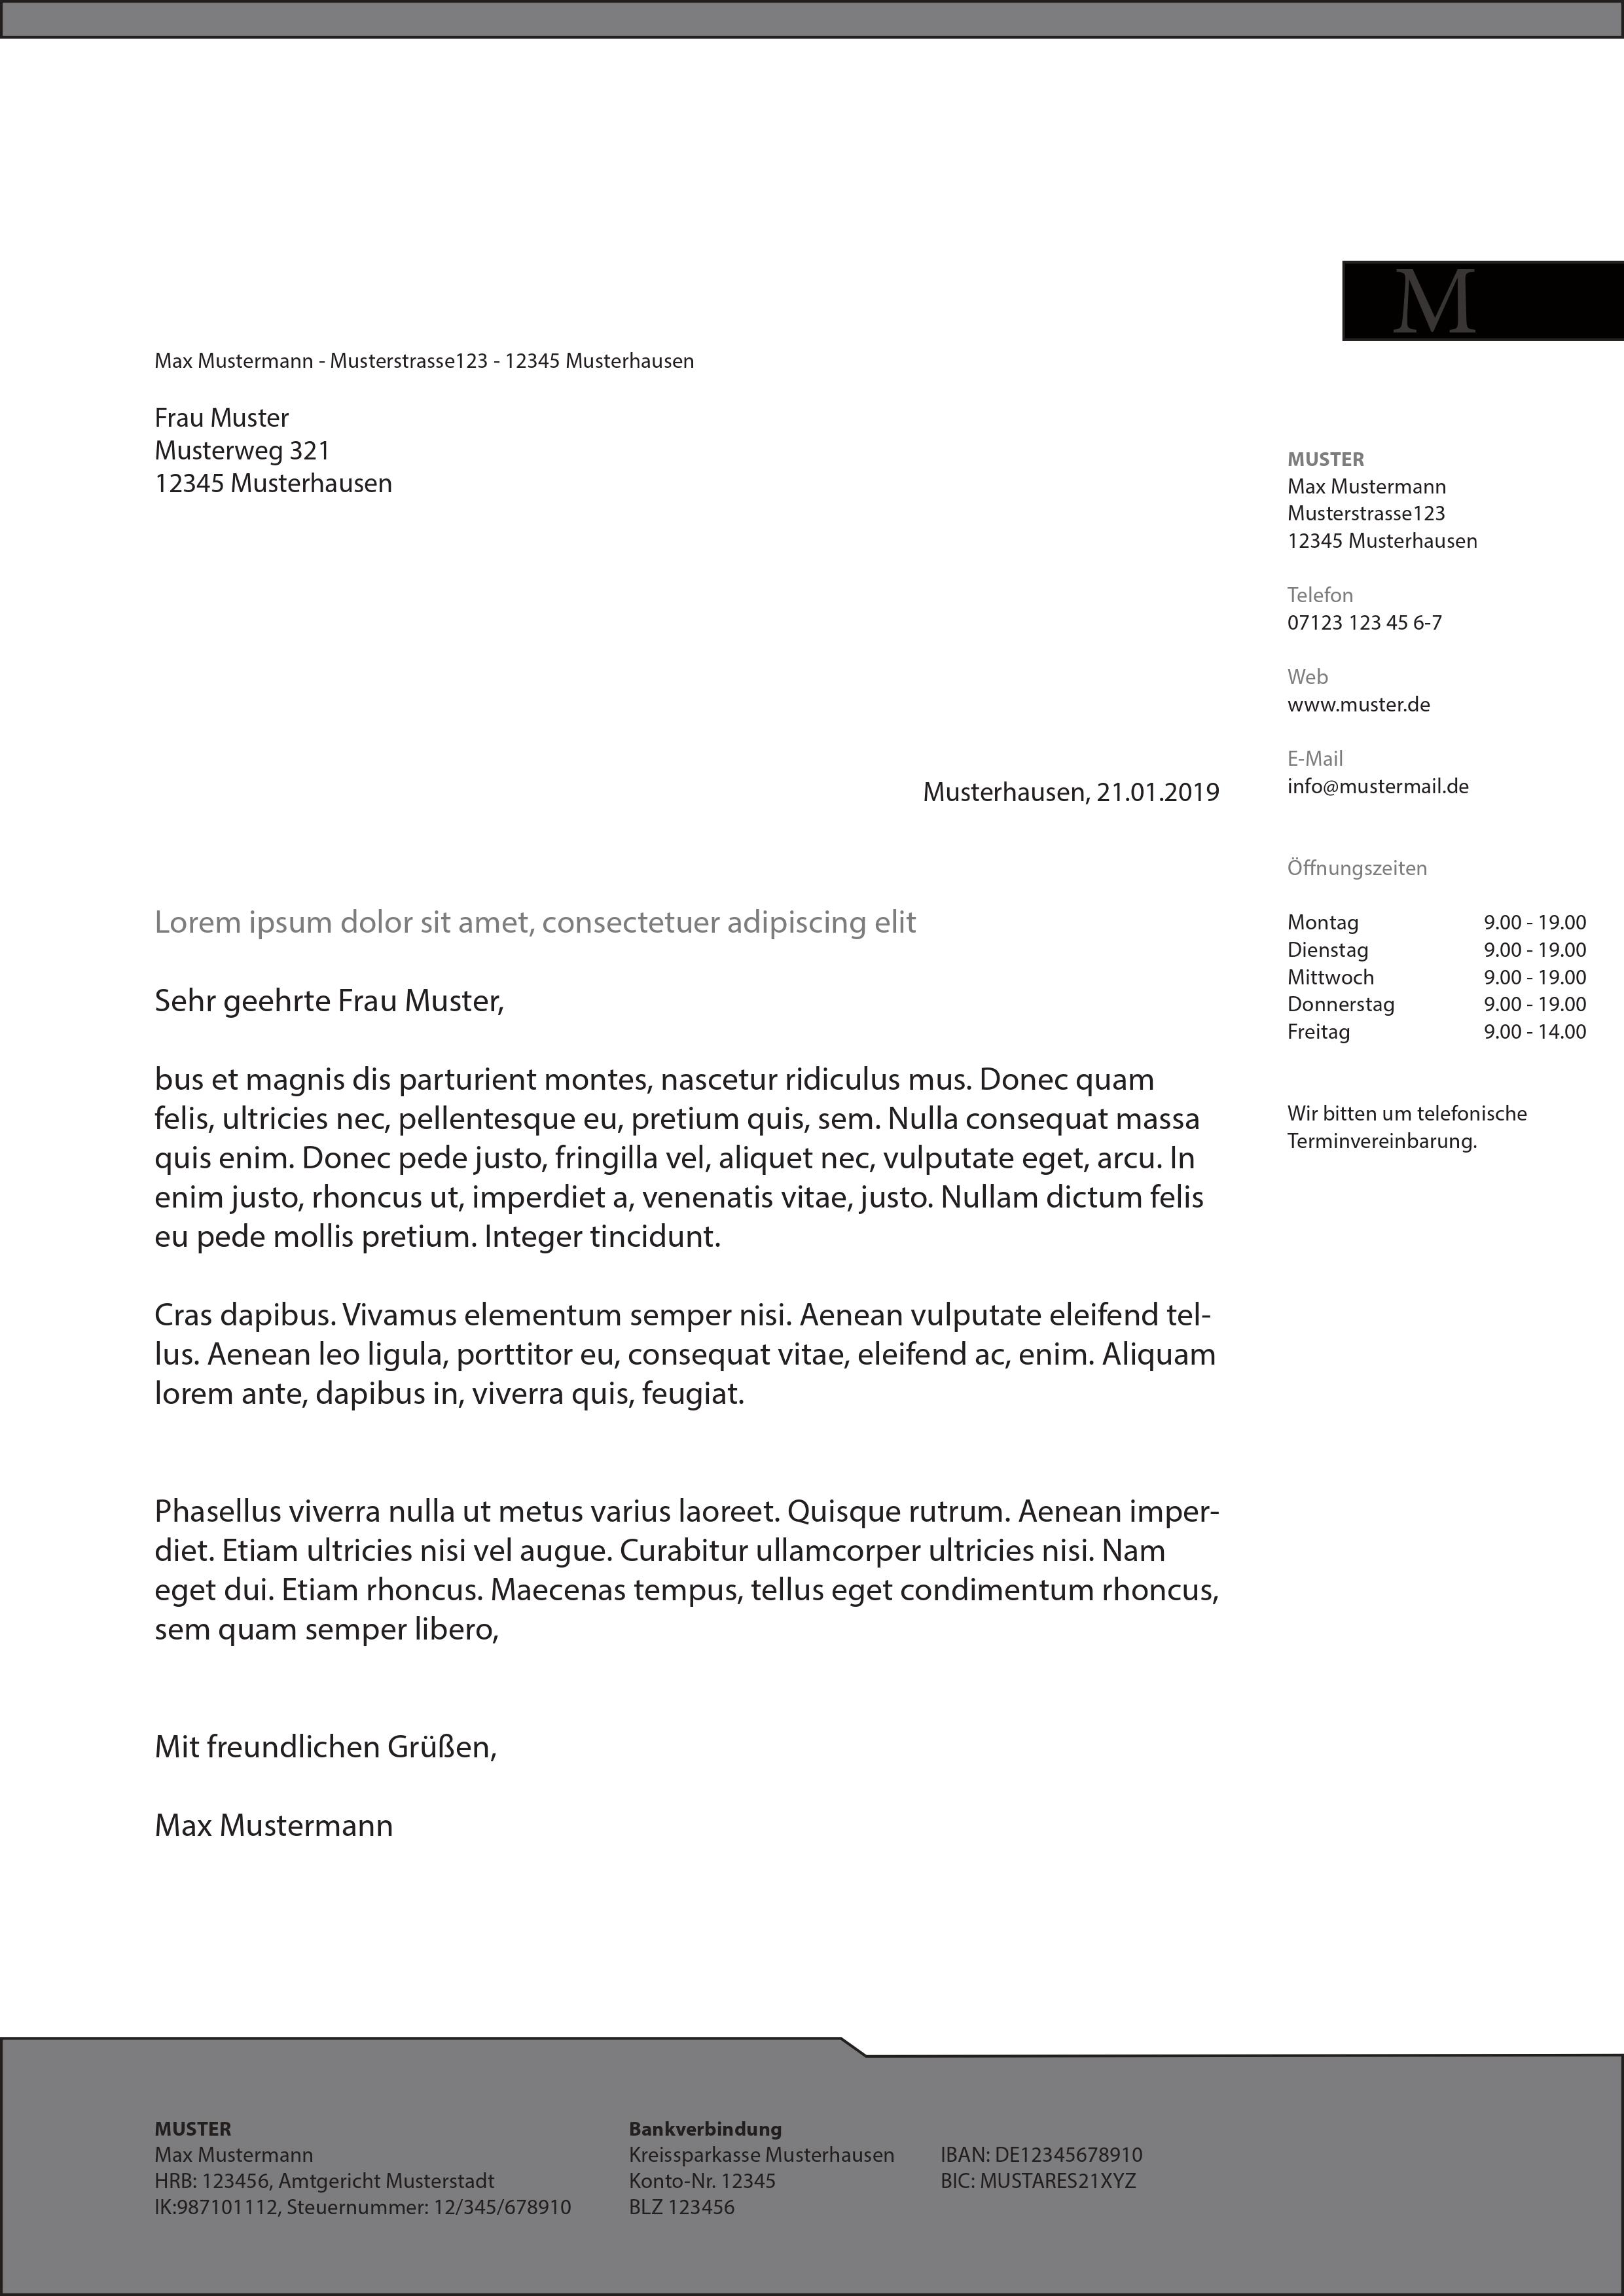 M
Max Mustermann - Musterstrasse123 - 12345 Musterhausen
Frau Muster
Musterweg 321
12345 Musterhausen
MUSTER
Max Mustermann
Musterstrasse123
12345 Musterhausen
Telefon
07123 123 45 6-7
Web
www.muster.de
E-Mail
info@mustermail.de
Öffnungszeiten
Montag 9.00 - 19.00
Dienstag 9.00 - 19.00
Mittwoch 9.00 - 19.00
Donnerstag 9.00 - 19.00
Freitag 9.00 - 14.00
Wir bitten um telefonische
Terminvereinbarung.
Musterhausen, 21.01.2019
Lorem ipsum dolor sit amet, consectetuer adipiscing elit
Sehr geehrte Frau Muster,
bus et magnis dis parturient montes, nascetur ridiculus mus. Donec quam
felis, ultricies nec, pellentesque eu, pretium quis, sem. Nulla consequat massa
quis enim. Donec pede justo, fringilla vel, aliquet nec, vulputate eget, arcu. In
enim justo, rhoncus ut, imperdiet a, venenatis vitae, justo. Nullam dictum felis
eu pede mollis pretium. Integer tincidunt.
Cras dapibus. Vivamus elementum semper nisi. Aenean vulputate eleifend tel-
lus. Aenean leo ligula, porttitor eu, consequat vitae, eleifend ac, enim. Aliquam
lorem ante, dapibus in, viverra quis, feugiat.
Phasellus viverra nulla ut metus varius laoreet. Quisque rutrum. Aenean imper-
diet. Etiam ultricies nisi vel augue. Curabitur ullamcorper ultricies nisi. Nam
eget dui. Etiam rhoncus. Maecenas tempus, tellus eget condimentum rhoncus,
sem quam semper libero,
Mit freundlichen Grüßen,
Max Mustermann
MUSTER
Max Mustermann
HRB: 123456, Amtgericht Musterstadt
IK:987101112, Steuernummer: 12/345/678910
Bankverbindung
Kreissparkasse Musterhausen
Konto-Nr. 12345
BLZ 123456
IBAN: DE12345678910
BIC: MUSTARES21XYZ